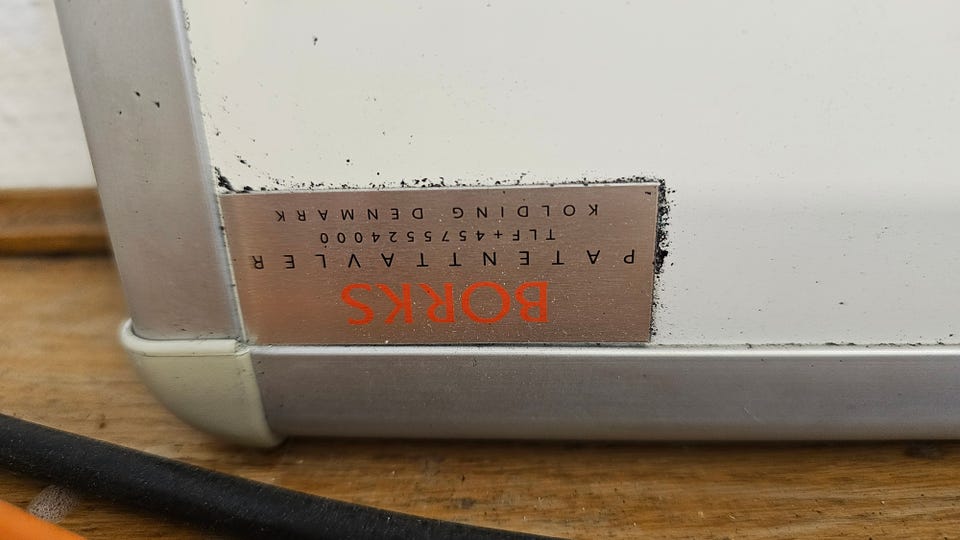 BORKS
PATENTTAVLER
TLF+4575524000
KOLDING DENMARK